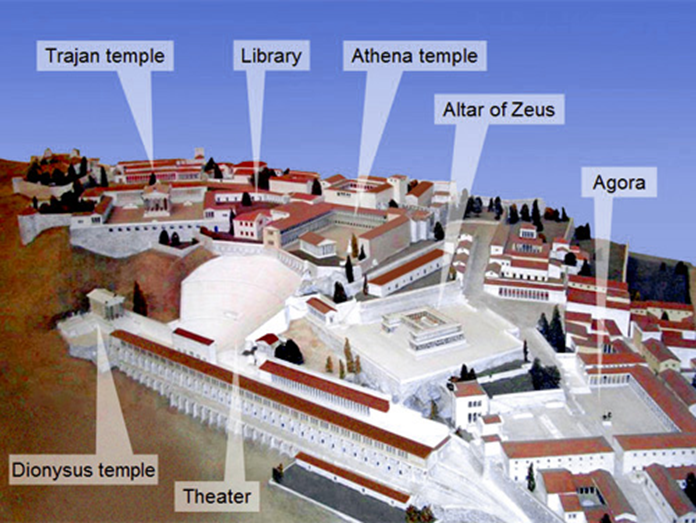 Trajan temple
Library
Athena temple
Altar of Zeus
Agora
Dionysus temple
Theater